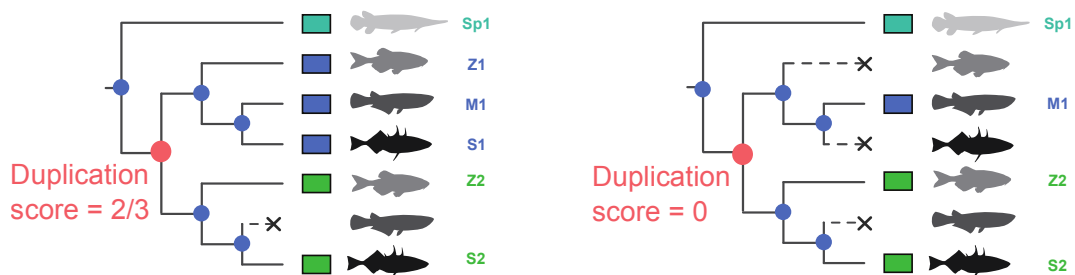 Sp1
Z1
M1
S1
Duplication
score = 2/3
Z2
S2
Sp1
M1
Duplication
score = 0
Z2
S2